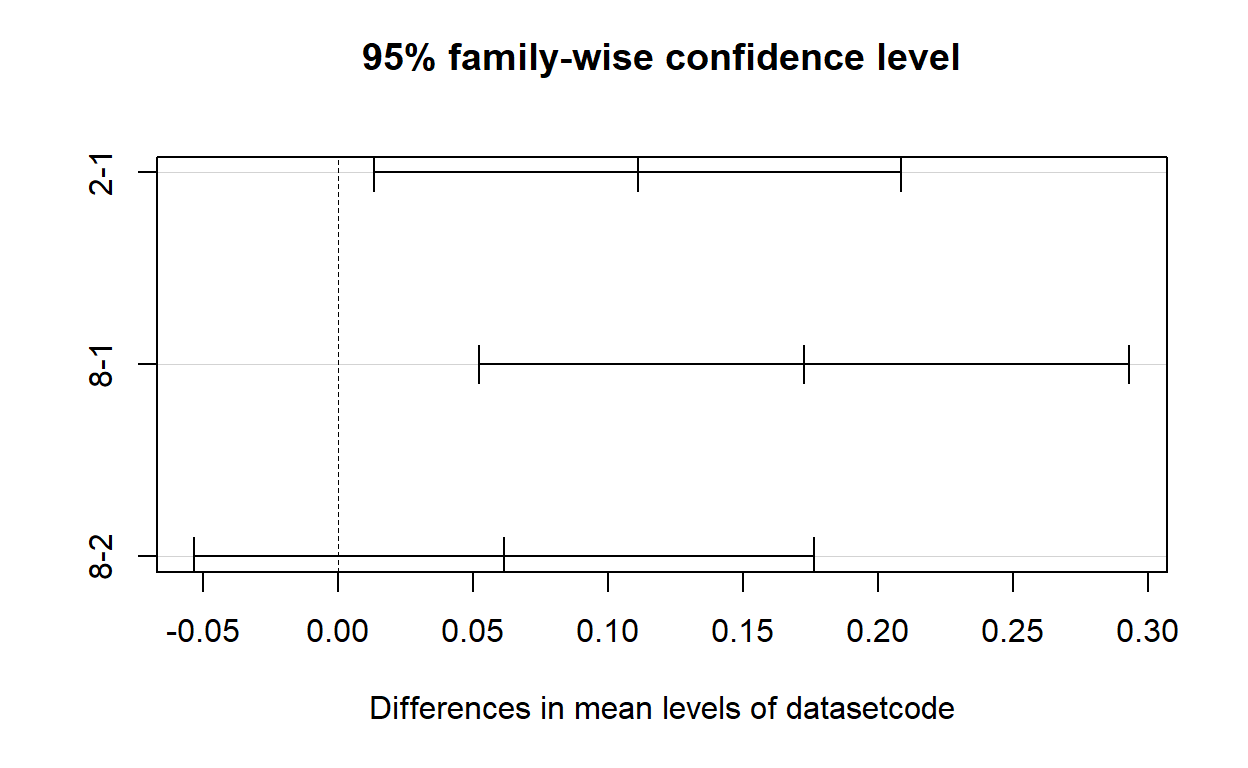 95% family-wise confidence level
2-1
8-1
8-2
-0.05 0.00 0.05 0.10 0.15 0.20 0.25 0.30
Differences in mean levels of datasetcode